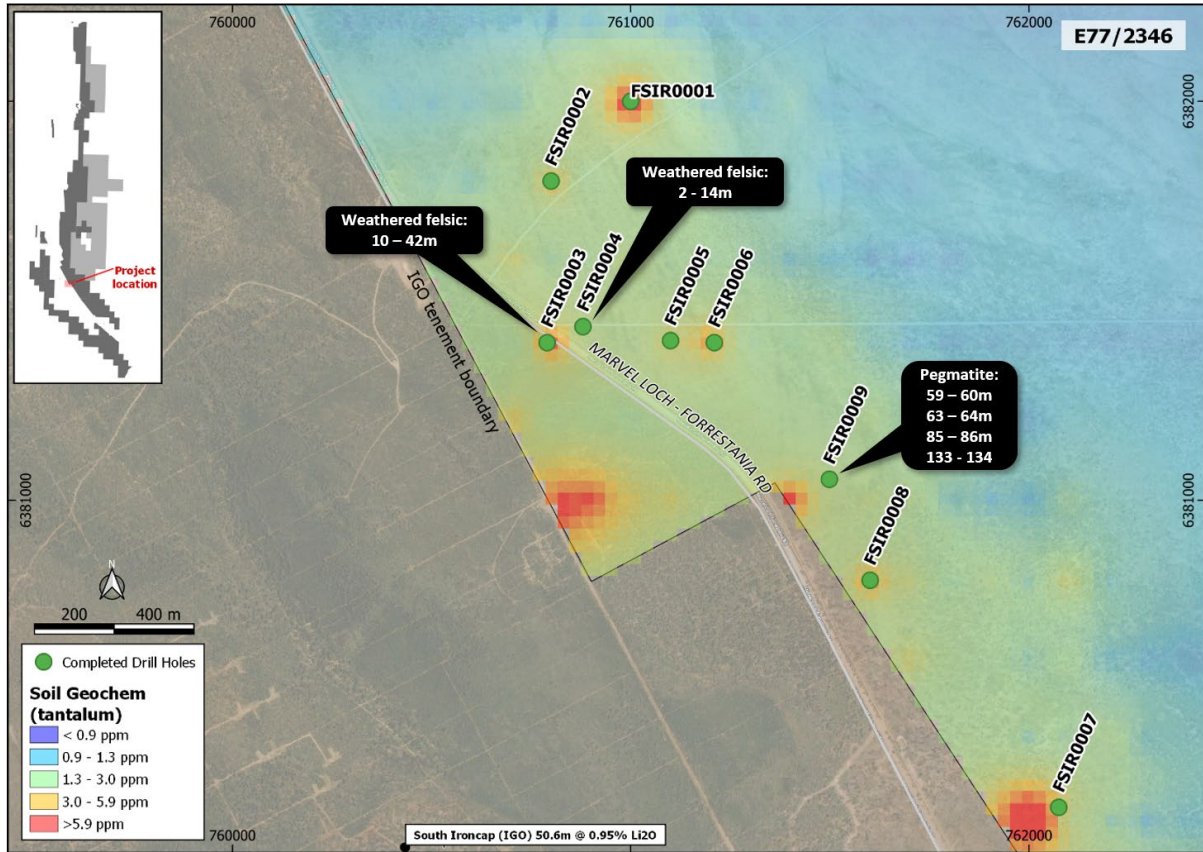 760000
761000
762000
E77/2346
6382000
FSIR0001
FSIR0002
Weathered felsic:
2 - 14m
Weathered felsic:
10 – 42m
Project
location
FSIR0003
FSIR0004
FSIR0005
FSIR0006
IGO tenement boundary
MARVEL LOCH - FORRESTANIA RD
Pegmatite:
59 – 60m
63 – 64m
85 – 86m
133 - 134
FSIR0009
FSIR0008
6381000
6381000
N
200 400 m
FSIR0007
Completed Drill Holes
Soil Geochem
(tantalum)
< 0.9 ppm
0.9 - 1.3 ppm
1.3 - 3.0 ppm
3.0 - 5.9 ppm
>5.9 ppm
760000
762000
South Ironcap (IGO) 50.6m @ 0.95% Li2O